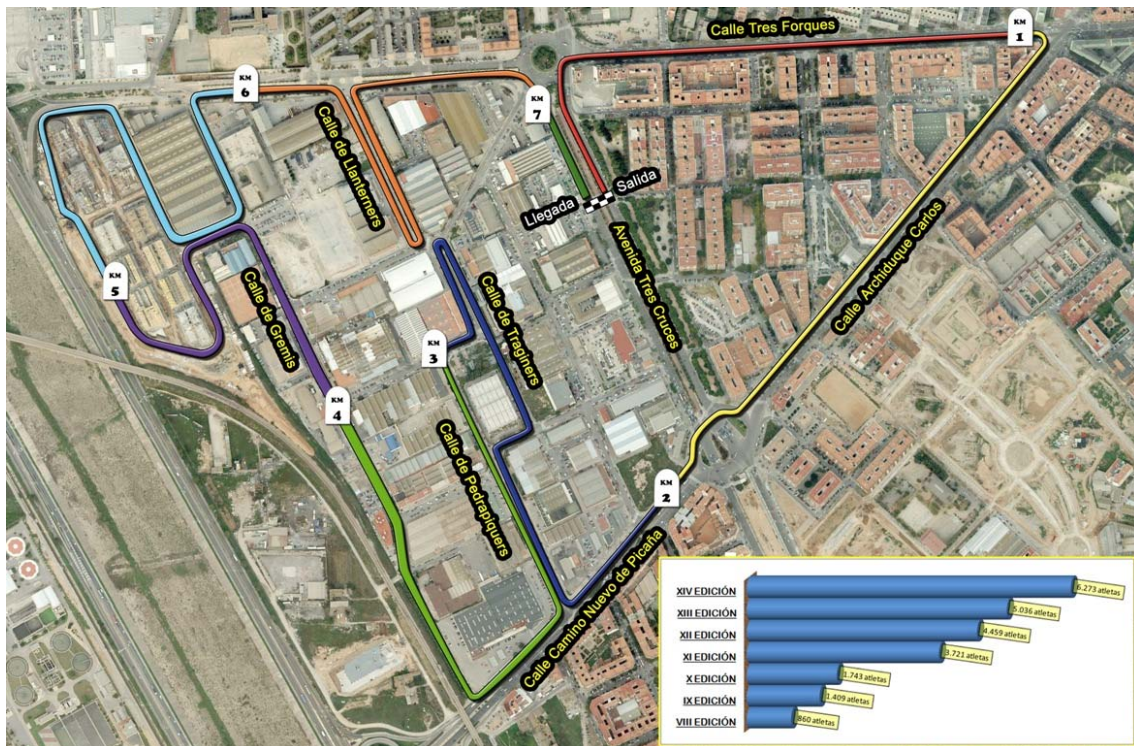 Calle Tres Forques
KM
1
KM
6
KM
7
Calle de Llanterners
Llegada
Salida
Avenida Tres Cruces
Calle Archiduque Carlos
KM
5
Calle de Gremis
Calle de Traginers
KM
3
KM
4
Calle de Pedrapiquers
KM
2
Calle Camino Nuevo de Picaña
XIV EDICIÓN
6.273 atletas
XIII EDICIÓN
5.036 atletas
XII EDICIÓN
4.459 atletas
XI EDICIÓN
3.721 atletas
X EDICIÓN
1.743 atletas
IX EDICIÓN
1.409 atletas
VIII EDICIÓN
860 atletas